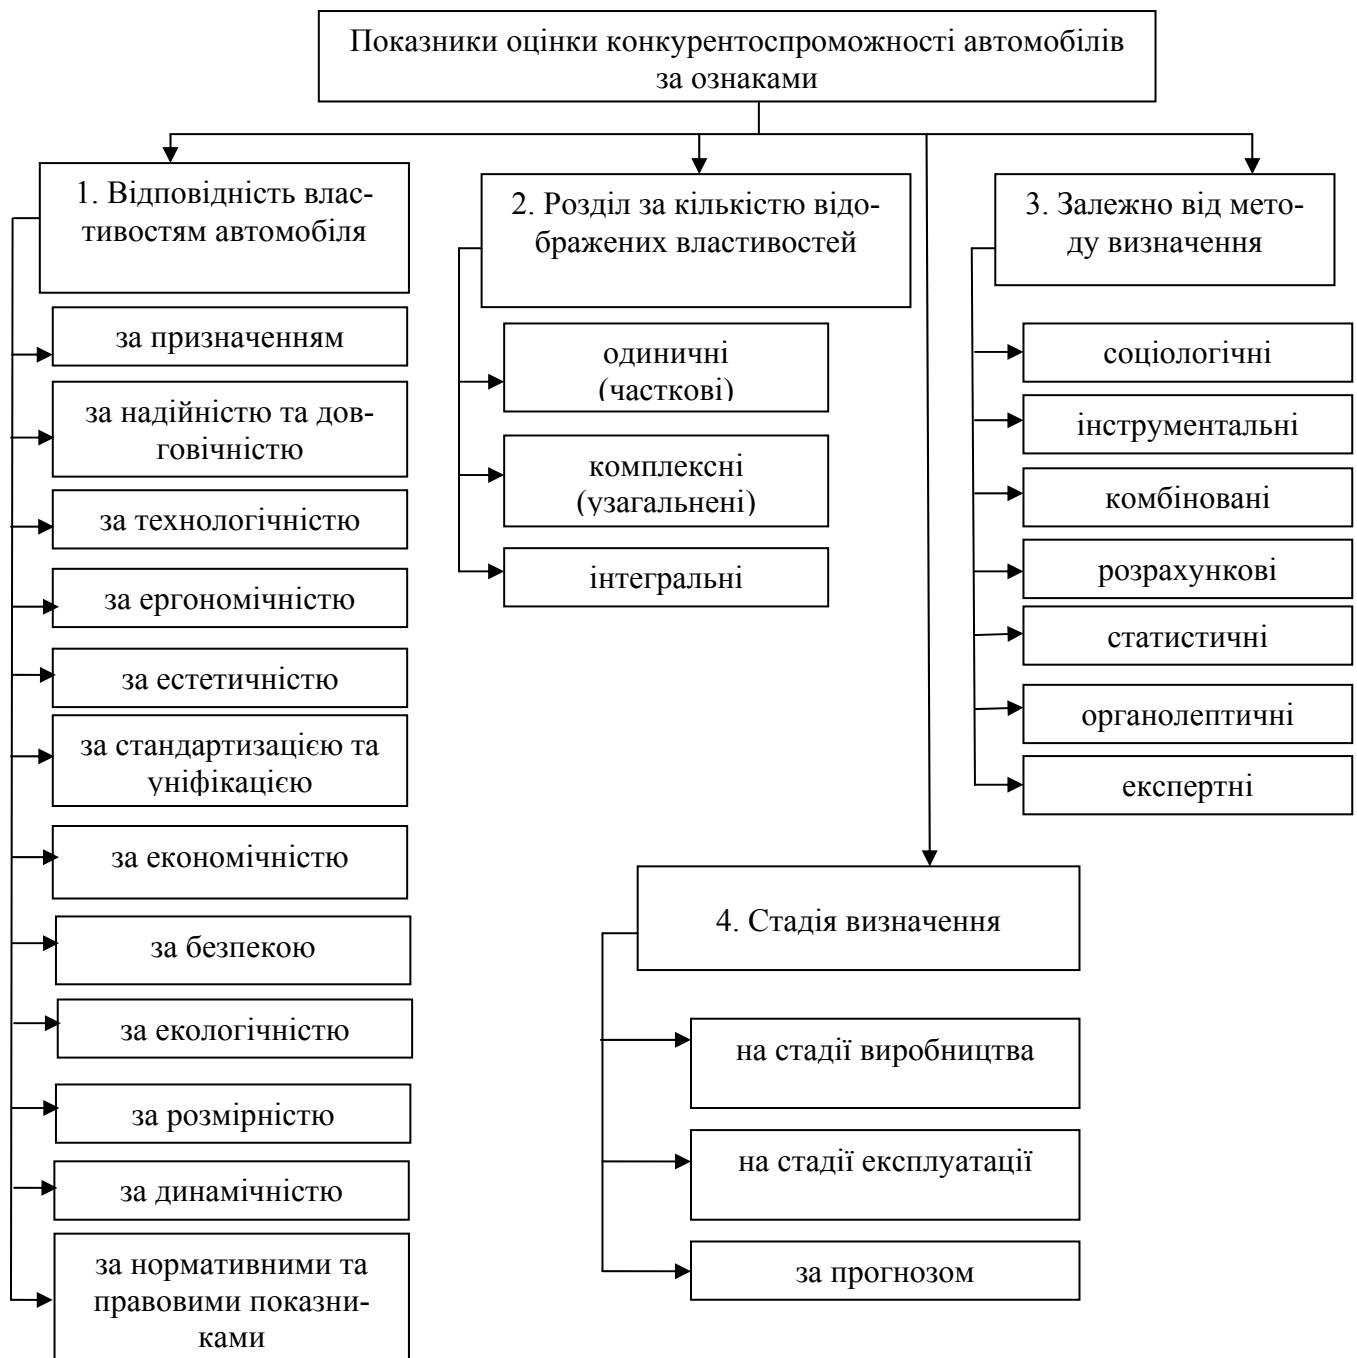 Показники оцінки конкурентоспроможності автомобілів
за ознаками
1. Відповідність влас-
тивостям автомобіля
за призначенням
за надійністю та дов-
говічністю
за технологічністю
за ергономічністю
за естетичністю
за стандартизацією та
уніфікацією
за економічністю
за безпекою
за екологічністю
за розмірністю
за динамічністю
за нормативними та
правовими показни-
ками
2. Розділ за кількістю відо-
бражених властивостей
одиничні
(часткові)
комплексні
(узагальнені)
інтегральні
3. Залежно від мето-
ду визначення
соціологічні
інструментальні
комбіновані
розрахункові
статистичні
органолептичні
експертні
4. Стадія визначення
на стадії виробництва
на стадії експлуатації
за прогнозом